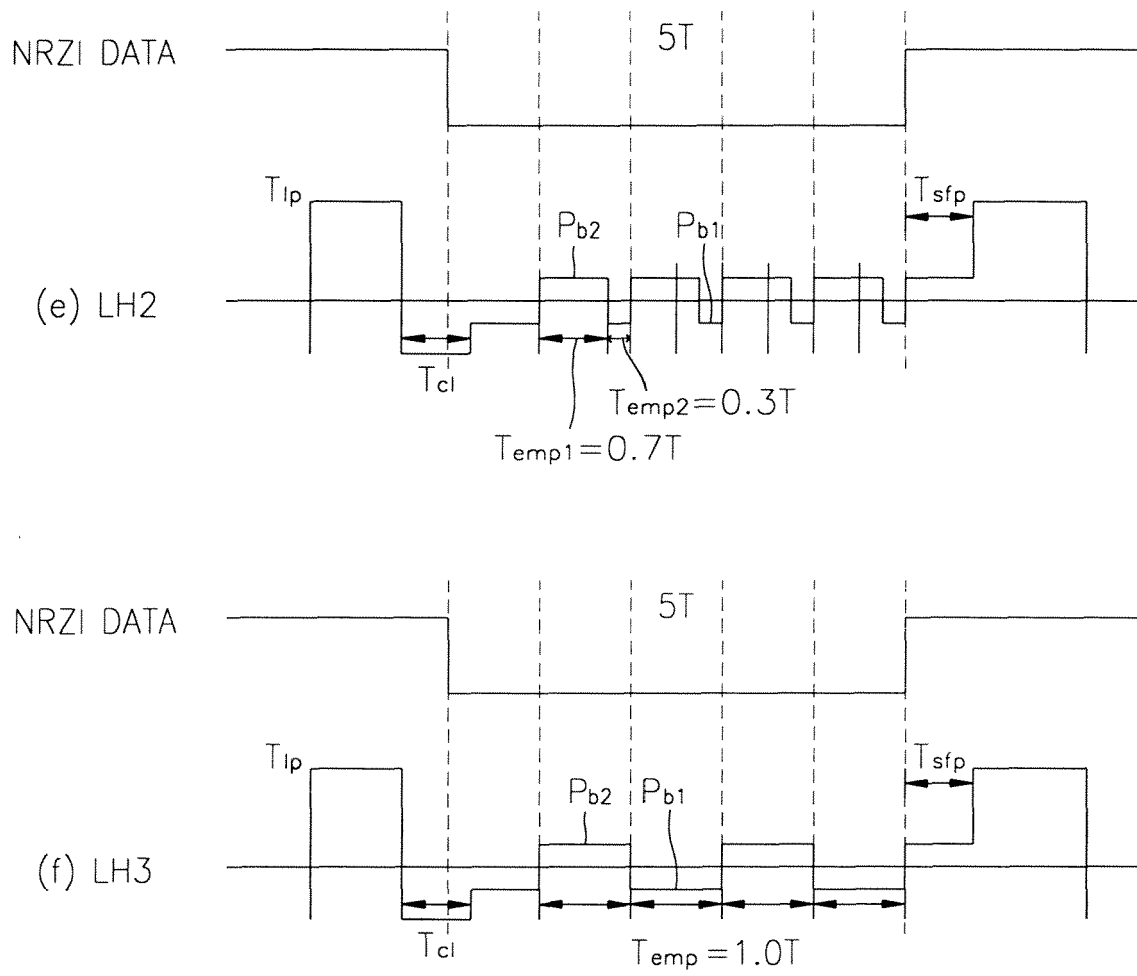 5T
NRZI DATA
Tlp
Tsfp
Pb2
Pb1
(e) LH2
Tcl
Temp2=0.3T
Temp1=0.7T
5T
NRZI DATA
Tlp
Tsfp
Pb2
Pb1
(f) LH3
Tcl
Temp=1.0T